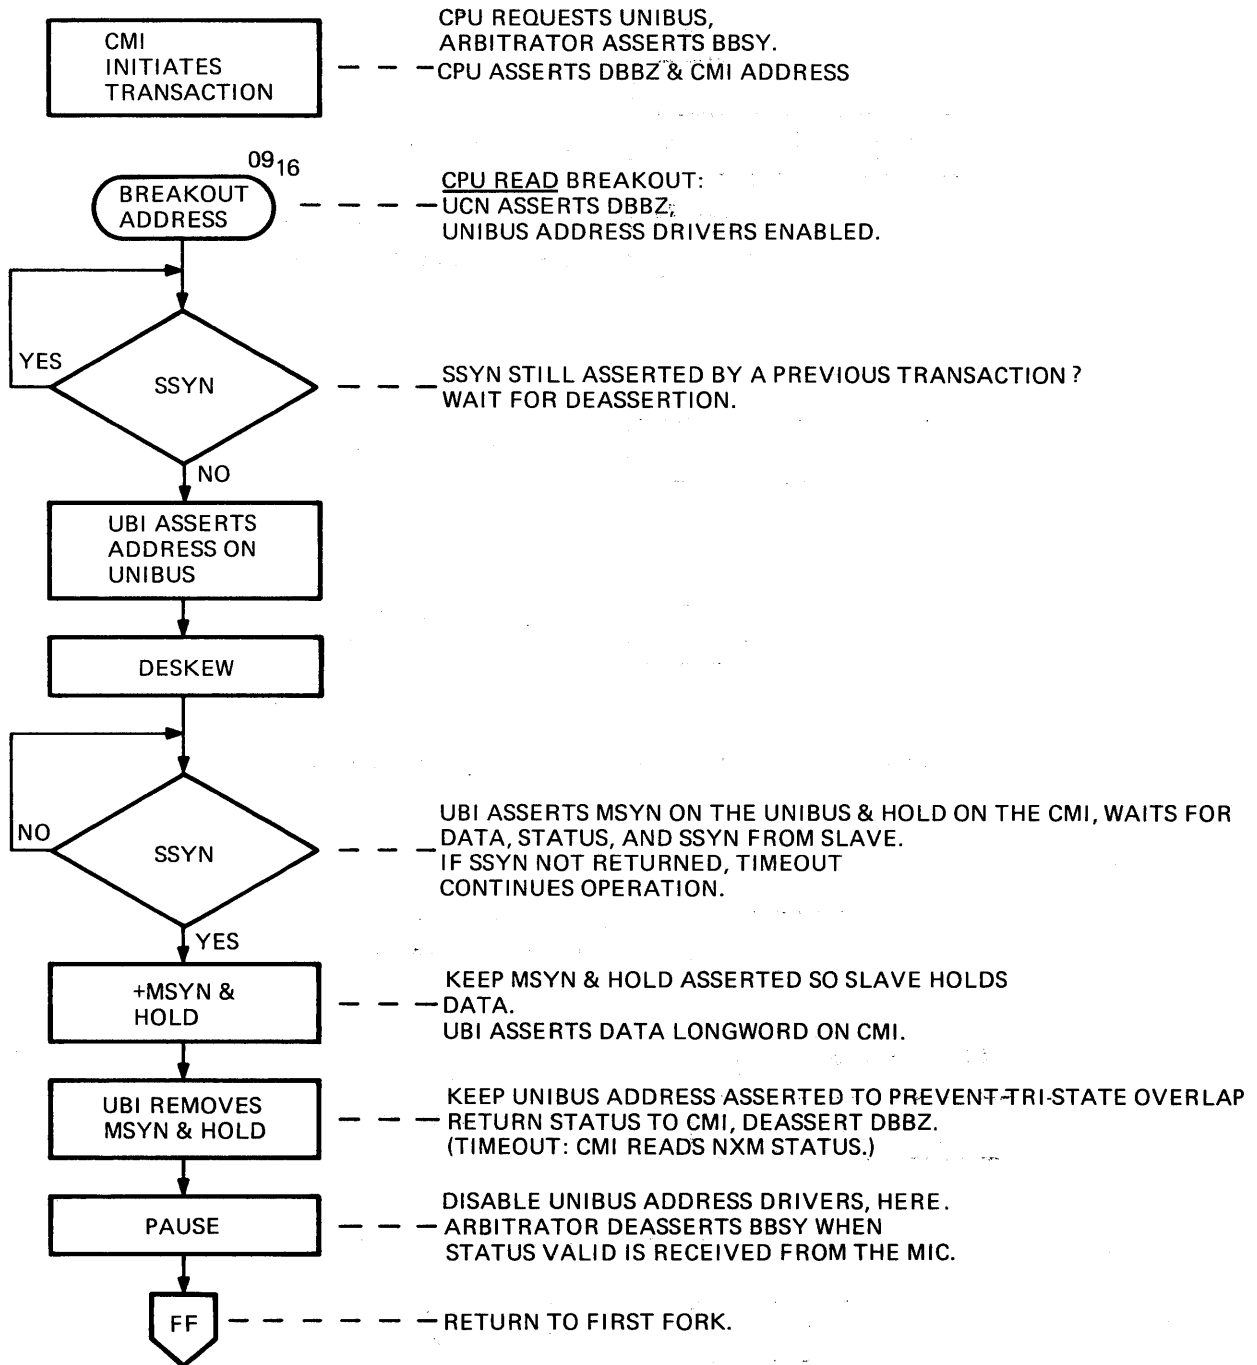 CMI
INITIATES
TRANSACTION
CPU REQUESTS UNIBUS,
ARBITRATOR ASSERTS BBSY.
CPU ASSERTS DBBZ & CMI ADDRESS
09₁₆
BREAKOUT
ADDRESS
CPU READ BREAKOUT:
UCN ASSERTS DBBZ,
UNIBUS ADDRESS DRIVERS ENABLED.
YES
SSYN
SSYN STILL ASSERTED BY A PREVIOUS TRANSACTION ?
WAIT FOR DEASSERTION.
NO
UBI ASSERTS
ADDRESS ON
UNIBUS
DESKEW
NO
SSYN
UBI ASSERTS MSYN ON THE UNIBUS & HOLD ON THE CMI, WAITS FOR
DATA, STATUS, AND SSYN FROM SLAVE.
IF SSYN NOT RETURNED, TIMEOUT
CONTINUES OPERATION.
YES
+MSYN &
HOLD
KEEP MSYN & HOLD ASSERTED SO SLAVE HOLDS
DATA.
UBI ASSERTS DATA LONGWORD ON CMI.
UBI REMOVES
MSYN & HOLD
KEEP UNIBUS ADDRESS ASSERTED TO PREVENT TRI-STATE OVERLAP
RETURN STATUS TO CMI, DEASSERT DBBZ.
(TIMEOUT: CMI READS NXM STATUS.)
PAUSE
DISABLE UNIBUS ADDRESS DRIVERS, HERE.
ARBITRATOR DEASSERTS BBSY WHEN
STATUS VALID IS RECEIVED FROM THE MIC.
FF
RETURN TO FIRST FORK.